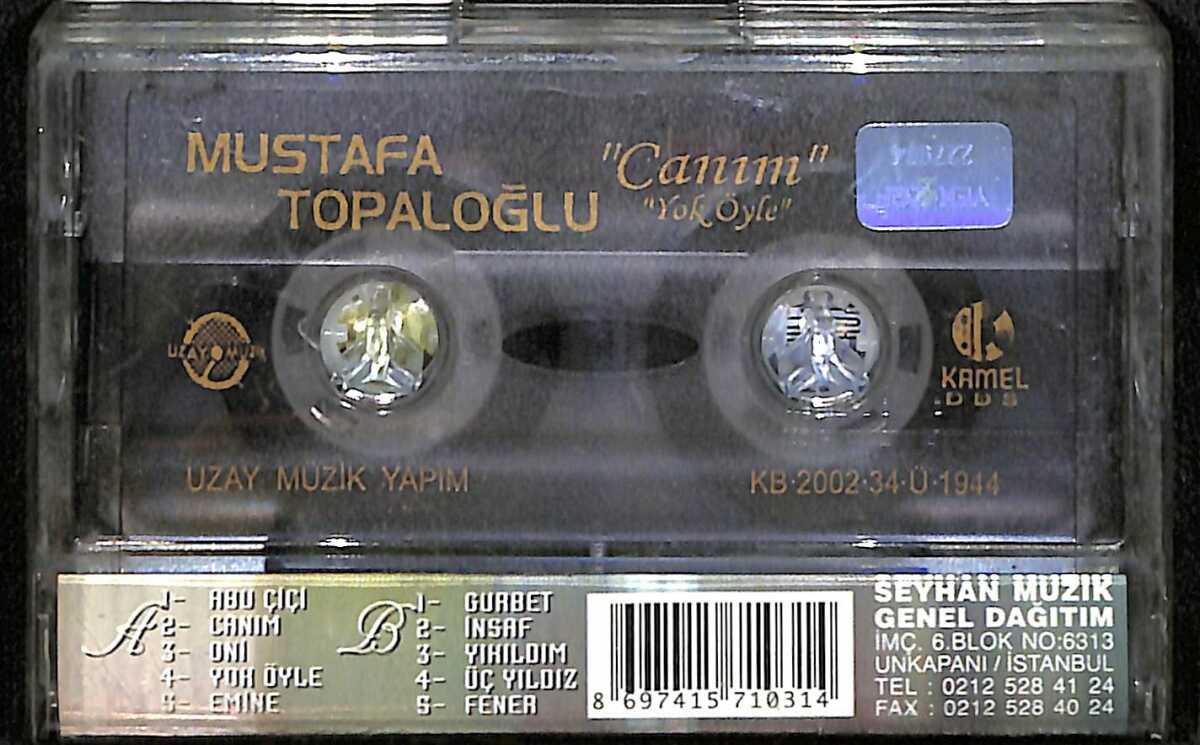 MUSTAFA
TOPALOĞLU
"Canım"
"Yok Öyle"
UZAY MUZİK
KAMEL
UZAY MUZİK YAPIM
KB·2002·34·Ü·1944
A
1- ABU ÇİÇİ
2- CANIM
3- ONI
4- YOK ÖYLE
5- EMİNE
B
1- GURBET
2- İNSAF
3- YIKILDIM
4- ÜÇ YILDIZ
5- FENER
8 697415 710314
SEYHAN MÜZİK
GENEL DAĞITIM
İMÇ. 6.BLOK NO:6313
UNKAPANI / İSTANBUL
TEL : 0212 528 41 24
FAX : 0212 528 40 24